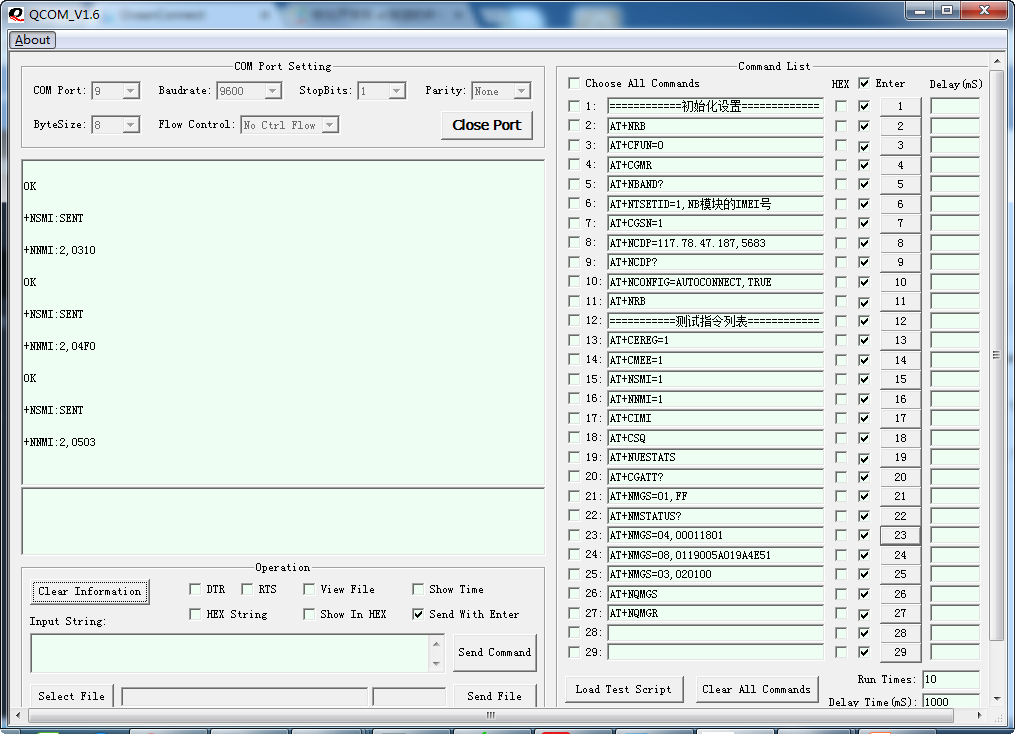 QCOM_V1.6
About
COM Port Setting
COM Port: 9 Baudrate: 9600 StopBits: 1 Parity: None
ByteSize: 8 Flow Control: No Ctrl Flow Close Port
OK
+NSMI:SENT
+NNMI:2,0310
OK
+NSMI:SENT
+NNMI:2,04F0
OK
+NSMI:SENT
+NNMI:2,0503
Operation
Clear Information DTR RTS View File Show Time
HEX String Show In HEX Send With Enter
Input String:
Send Command
Select File Send File
Command List
Choose All Commands HEX Enter Delay(mS)
1: ============初始化设置============= 1
2: AT+NRB 2
3: AT+CFUN=0 3
4: AT+CGMR 4
5: AT+NBAND? 5
6: AT+NTSETID=1,NB模块的IMEI号 6
7: AT+CGSN=1 7
8: AT+NCDP=117.78.47.187,5683 8
9: AT+NCDP? 9
10: AT+NCONFIG=AUTOCONNECT,TRUE 10
11: AT+NRB 11
12: ===========测试指令列表============ 12
13: AT+CEREG=1 13
14: AT+CMEE=1 14
15: AT+NSMI=1 15
16: AT+NNMI=1 16
17: AT+CIMI 17
18: AT+CSQ 18
19: AT+NUESTATS 19
20: AT+CGATT? 20
21: AT+NMGS=01,FF 21
22: AT+NMSTATUS? 22
23: AT+NMGS=04,00011801 23
24: AT+NMGS=08,0119005A019A4E51 24
25: AT+NMGS=03,020100 25
26: AT+NQMGS 26
27: AT+NQMGR 27
28: 28
29: 29
Load Test Script Clear All Commands Run Times: 10
Delay Time(mS): 1000